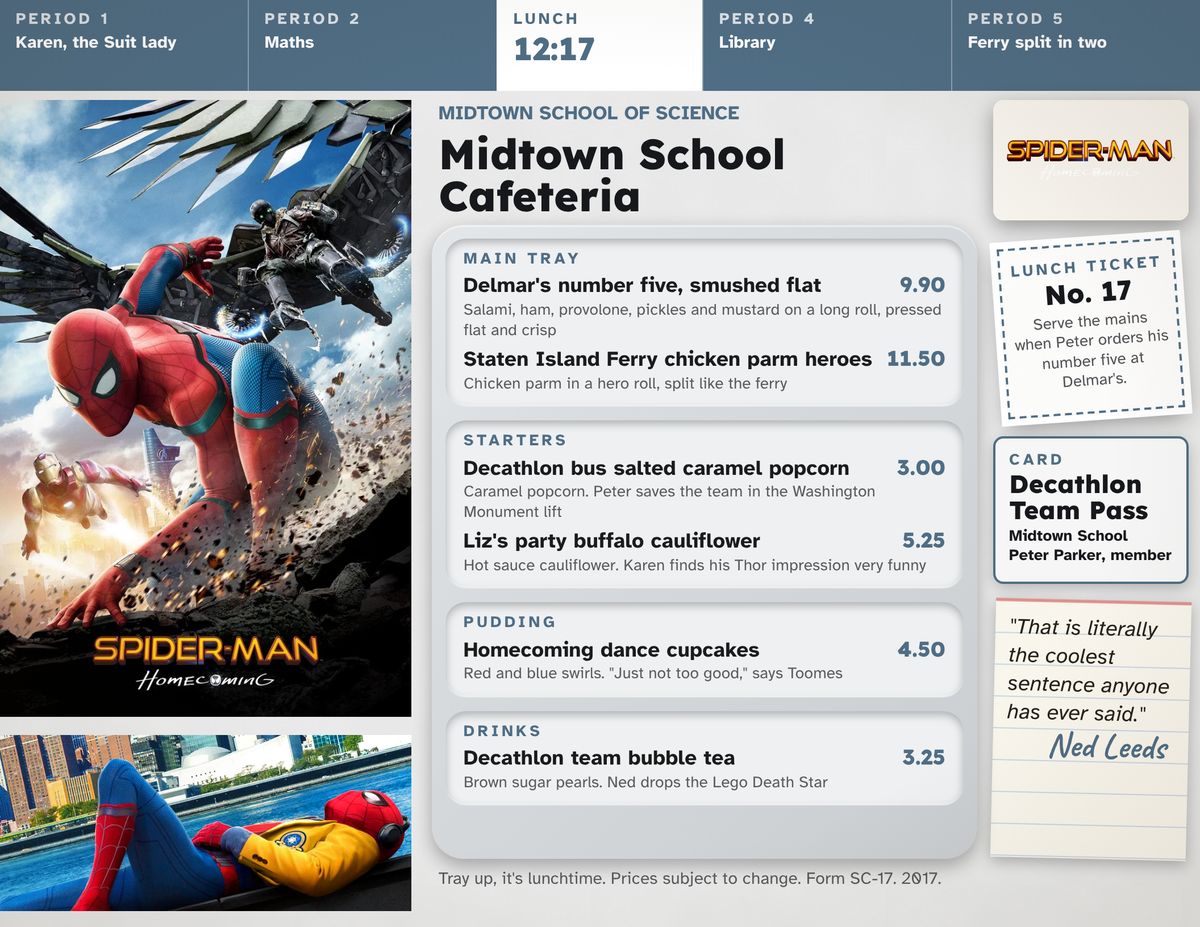 PERIOD 1
Karen, the Suit lady
PERIOD 2
Maths
LUNCH
12:17
PERIOD 4
Library
PERIOD 5
Ferry split in two
SPIDER-MAN
HOMECOMING
MIDTOWN SCHOOL OF SCIENCE
Midtown School
Cafeteria
MAIN TRAY
Delmar's number five, smushed flat 9.90
Salami, ham, provolone, pickles and mustard on a long roll, pressed
flat and crisp
Staten Island Ferry chicken parm heroes 11.50
Chicken parm in a hero roll, split like the ferry
STARTERS
Decathlon bus salted caramel popcorn 3.00
Caramel popcorn. Peter saves the team in the Washington
Monument lift
Liz's party buffalo cauliflower 5.25
Hot sauce cauliflower. Karen finds his Thor impression very funny
PUDDING
Homecoming dance cupcakes 4.50
Red and blue swirls. "Just not too good," says Toomes
DRINKS
Decathlon team bubble tea 3.25
Brown sugar pearls. Ned drops the Lego Death Star
Tray up, it's lunchtime. Prices subject to change. Form SC-17. 2017.
SPIDER-MAN
HOMECOMING
LUNCH TICKET
No. 17
Serve the mains
when Peter orders his
number five at
Delmar's.
CARD
Decathlon
Team Pass
Midtown School
Peter Parker, member
"That is literally
the coolest
sentence anyone
has ever said."
Ned Leeds